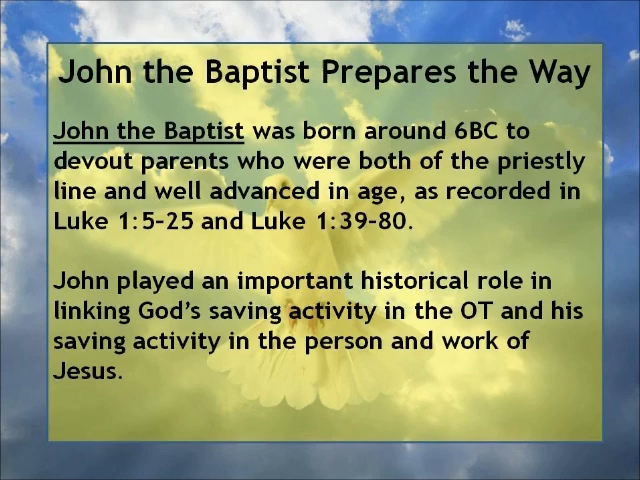 John the Baptist Prepares the Way
John the Baptist was born around 6BC to
devout parents who were both of the priestly
line and well advanced in age, as recorded in
Luke 1:5–25 and Luke 1:39–80.
John played an important historical role in
linking God’s saving activity in the OT and his
saving activity in the person and work of
Jesus.